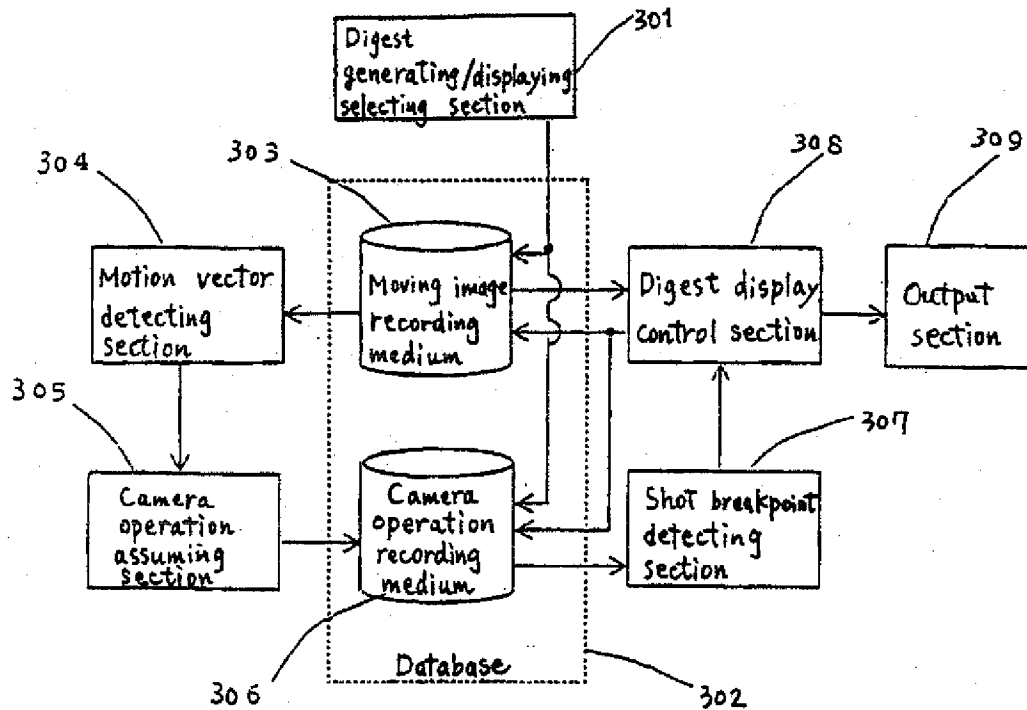 301
Digest
generating/displaying
selecting section
304
303
308
309
Motion vector
detecting
section
Moving image
recording
medium
Digest display
control section
Output
section
305
307
Camera
operation
assuming
section
Camera
operation
recording
medium
Shot breakpoint
detecting
section
306
Database
302